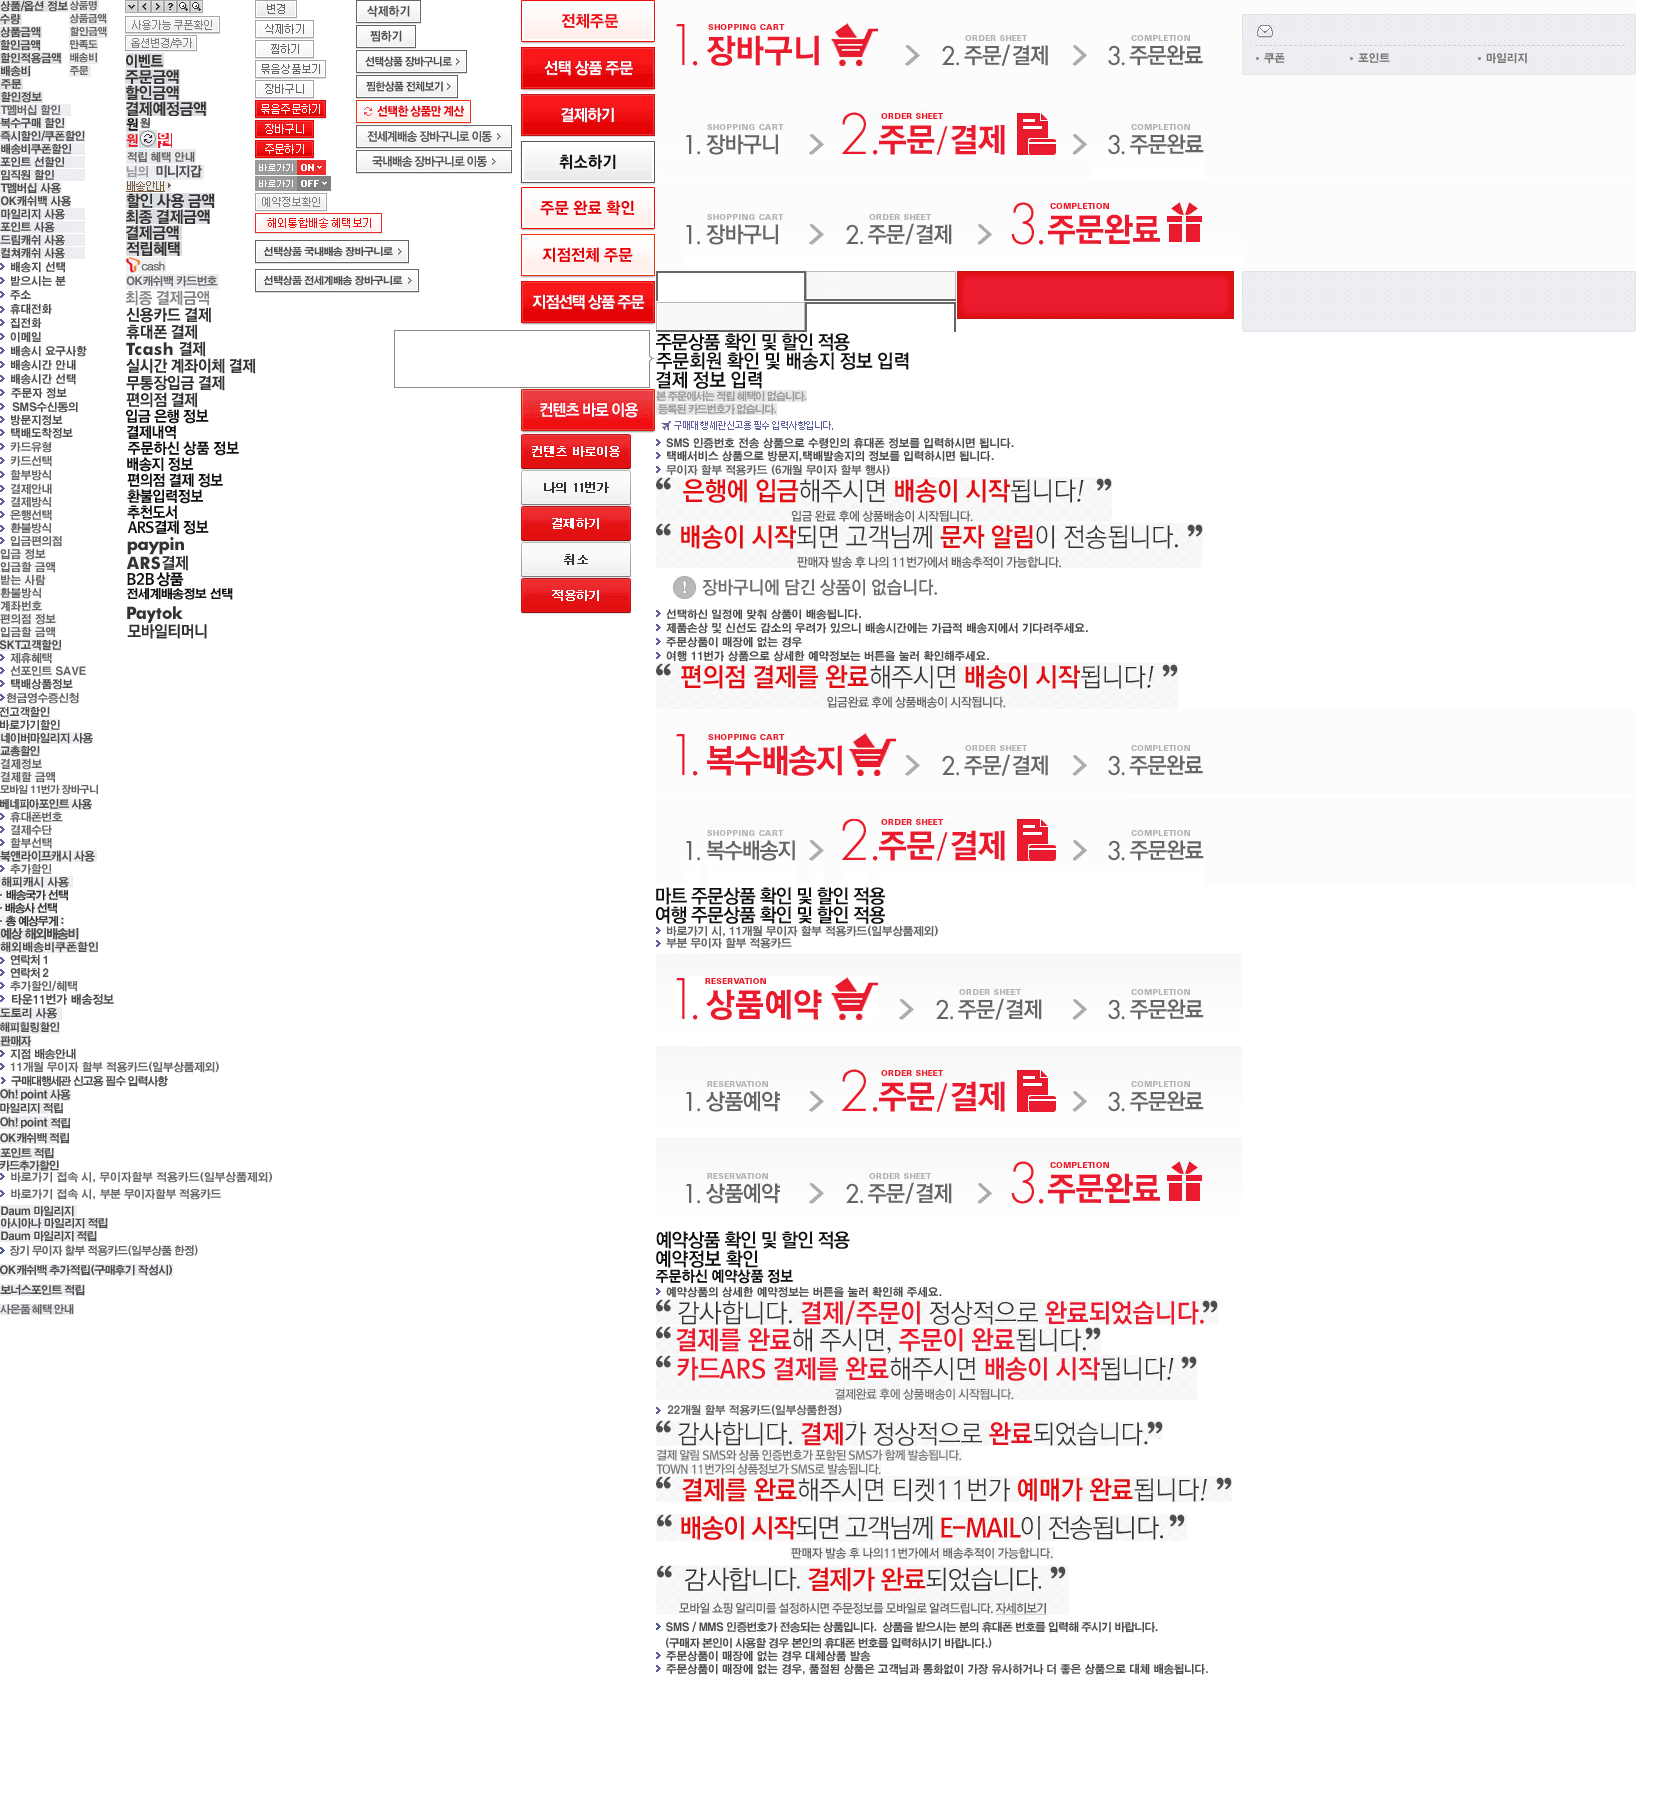 상품/옵션 정보
수량
상품금액
할인금액
할인적용금액
배송비
주문
할인정보
T멤버십 할인
복수구매 할인
즉시할인/쿠폰할인
배송비쿠폰할인
포인트 선할인
임직원 할인
T멤버십 사용
OK캐쉬백 사용
마일리지 사용
포인트 사용
드림캐쉬 사용
컬쳐캐쉬 사용
배송지 선택
받으시는 분
주소
휴대전화
집전화
이메일
배송시 요구사항
배송시간 안내
배송시간 선택
주문자 정보
SMS수신동의
방문지정보
택배도착정보
카드유형
카드선택
할부방식
결제안내
결제방식
은행선택
환불방식
입금편의점
입금 정보
입금할 금액
받는 사람
환불방식
계좌번호
편의점 정보
입금할 금액
SKT고객할인
제휴혜택
선포인트 SAVE
택배상품정보
현금영수증신청
전고객할인
바로가기할인
네이버마일리지 사용
교총할인
결제정보
결제할 금액
모바일 11번가 장바구니
베네피아포인트 사용
휴대폰번호
결제수단
할부선택
북앤라이프캐시 사용
추가할인
해피캐시 사용
· 배송국가 선택
· 배송사 선택
· 총 예상무게 :
예상 해외배송비
해외배송비쿠폰할인
연락처 1
연락처 2
추가할인/혜택
타운11번가 배송정보
도토리 사용
해피힐링할인
판매자
지점 배송안내
11개월 무이자 할부 적용카드(일부상품제외)
구매대행세관 신고용 필수 입력사항
Oh! point 사용
마일리지 적립
Oh! point 적립
OK캐쉬백 적립
포인트 적립
카드추가할인
바로가기 접속 시, 무이자할부 적용카드(일부상품제외)
바로가기 접속 시, 부분 무이자할부 적용카드
Daum 마일리지
아시아나 마일리지 적립
Daum 마일리지 적립
장기 무이자 할부 적용카드(일부상품 한정)
OK캐쉬백 추가적립(구매후기 작성시)
보너스포인트 적립
사은품 혜택 안내
상품명
상품금액
할인금액
만족도
배송비
주문
사용가능 쿠폰확인
옵션변경/추가
이벤트
주문금액
할인금액
결제예정금액
원 원
원 원
적립 혜택 안내
님의 미니지갑
배송안내
할인 사용 금액
최종 결제금액
결제금액
적립혜택
T cash
OK캐쉬백 카드번호
최종 결제금액
신용카드 결제
휴대폰 결제
Tcash 결제
실시간 계좌이체 결제
무통장입금 결제
편의점 결제
입금 은행 정보
결제내역
주문하신 상품 정보
배송지 정보
편의점 결제 정보
환불입력정보
추천도서
ARS결제 정보
paypin
ARS결제
B2B 상품
전세계배송정보 선택
Paytok
모바일티머니
변경
삭제하기
찜하기
묶음상품보기
장바구니
묶음주문하기
장바구니
주문하기
바로가기 ON
바로가기 OFF
예약정보확인
해외통합배송 혜택 보기
선택상품 국내배송 장바구니로
선택상품 전세계배송 장바구니로
삭제하기
찜하기
선택상품 장바구니로
찜한상품 전체보기
선택한 상품만 계산
전세계배송 장바구니로 이동
국내배송 장바구니로 이동
전체주문
선택 상품 주문
결제하기
취소하기
주문 완료 확인
지점전체 주문
지점선택 상품 주문
컨텐츠 바로 이용
컨텐츠 바로이용
나의 11번가
결제하기
취소
적용하기
SHOPPING CART
1. 장바구니
ORDER SHEET
2. 주문/결제
COMPLETION
3. 주문완료
SHOPPING CART
1. 장바구니
ORDER SHEET
2. 주문/결제
COMPLETION
3. 주문완료
SHOPPING CART
1. 장바구니
ORDER SHEET
2. 주문/결제
COMPLETION
3. 주문완료
쿠폰
포인트
마일리지
주문상품 확인 및 할인 적용
주문회원 확인 및 배송지 정보 입력
결제 정보 입력
본 주문에서는 적립 혜택이 없습니다.
등록된 카드번호가 없습니다.
구매대행세관신고용 필수 입력사항입니다.
SMS 인증번호 전송 상품으로 수령인의 휴대폰 정보를 입력하시면 됩니다.
택배서비스 상품으로 방문지,택배발송지의 정보를 입력하시면 됩니다.
무이자 할부 적용카드 (6개월 무이자 할부 행사)
“ 은행에 입금해주시면 배송이 시작됩니다! ”
입금 완료 후에 상품배송이 시작됩니다.
“ 배송이 시작되면 고객님께 문자 알림이 전송됩니다. ”
판매자 발송 후 나의 11번가에서 배송추적이 가능합니다.
장바구니에 담긴 상품이 없습니다.
선택하신 일정에 맞춰 상품이 배송됩니다.
제품손상 및 신선도 감소의 우려가 있으니 배송시간에는 가급적 배송지에서 기다려주세요.
주문상품이 매장에 없는 경우
여행 11번가 상품으로 상세한 예약정보는 버튼을 눌러 확인해주세요.
“ 편의점 결제를 완료해주시면 배송이 시작됩니다! ”
입금완료 후에 상품배송이 시작됩니다.
SHOPPING CART
1. 복수배송지
ORDER SHEET
2. 주문/결제
COMPLETION
3. 주문완료
SHOPPING CART
1. 복수배송지
ORDER SHEET
2. 주문/결제
COMPLETION
3. 주문완료
마트 주문상품 확인 및 할인 적용
여행 주문상품 확인 및 할인 적용
바로가기 시, 11개월 무이자 할부 적용카드(일부상품제외)
부분 무이자 할부 적용카드
RESERVATION
1. 상품예약
ORDER SHEET
2. 주문/결제
COMPLETION
3. 주문완료
RESERVATION
1. 상품예약
ORDER SHEET
2. 주문/결제
COMPLETION
3. 주문완료
RESERVATION
1. 상품예약
ORDER SHEET
2. 주문/결제
COMPLETION
3. 주문완료
예약상품 확인 및 할인 적용
예약정보 확인
주문하신 예약상품 정보
예약상품의 상세한 예약정보는 버튼을 눌러 확인해 주세요.
“ 감사합니다. 결제/주문이 정상적으로 완료되었습니다.”
“ 결제를 완료해 주시면, 주문이 완료됩니다.”
“ 카드ARS 결제를 완료해주시면 배송이 시작됩니다! ”
결제완료 후에 상품배송이 시작됩니다.
22개월 할부 적용카드(일부상품한정)
“ 감사합니다. 결제가 정상적으로 완료되었습니다.”
결제 알림 SMS와 상품 인증번호가 포함된 SMS가 함께 발송됩니다.
TOWN 11번가의 상품정보가 SMS로 발송됩니다.
“ 결제를 완료해주시면 티켓11번가 예매가 완료됩니다! ”
“ 배송이 시작되면 고객님께 E-MAIL이 전송됩니다. ”
판매자 발송 후 나의11번가에서 배송추적이 가능합니다.
“ 감사합니다. 결제가 완료되었습니다. ”
모바일 쇼핑 알리미를 설정하시면 주문정보를 모바일로 알려드립니다. 자세히보기
SMS / MMS 인증번호가 전송되는 상품입니다. 상품을 받으시는 분의 휴대폰 번호를 입력해 주시기 바랍니다.
(구매자 본인이 사용할 경우 본인의 휴대폰 번호를 입력하시기 바랍니다.)
주문상품이 매장에 없는 경우 대체상품 발송
주문상품이 매장에 없는 경우, 품절된 상품은 고객님과 통화없이 가장 유사하거나 더 좋은 상품으로 대체 배송됩니다.